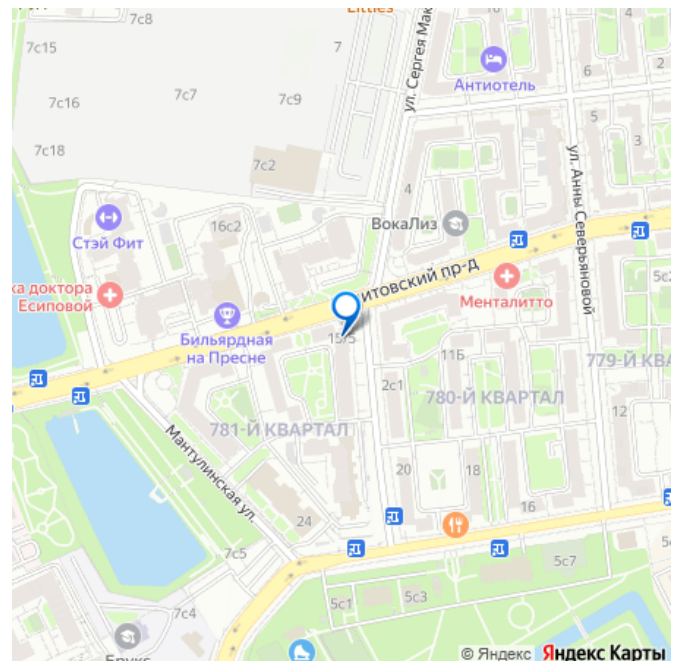 7с8
7с15
7
ул. Сергея Мак
6
2
Антиотель
7с16
7с7
7с9
5
3
7с18
7с2
4
ул. Анны Северьяновой
Стэй Фит
16с2
ВокаЛиз
итовский пр-д
5с2
ка доктора
Есиповой
Менталитто
Бильярдная
на Пресне
15/5
11Б
779-Й КВА
2с1
780-Й КВАРТАЛ
781-Й КВАРТАЛ
12
Мантулинская ул.
20
18
16
24
7с5
5с7
5с1
5с3
7с4
© Яндекс Яндекс Карты